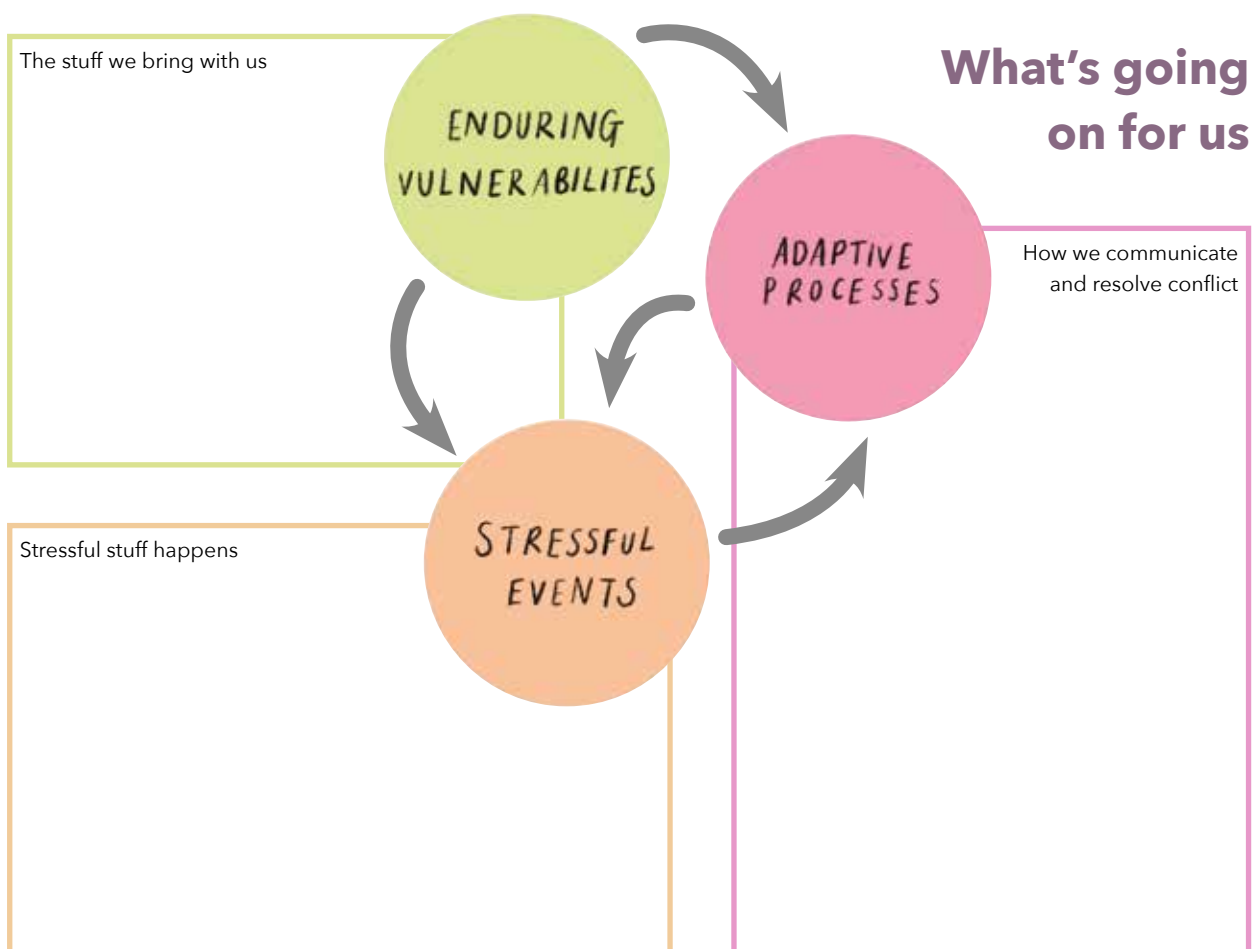 What's going
on for us
The stuff we bring with us
ENDURING
VULNERABILITES
ADAPTIVE
PROCESSES
How we communicate
and resolve conflict
STRESSFUL
EVENTS
Stressful stuff happens